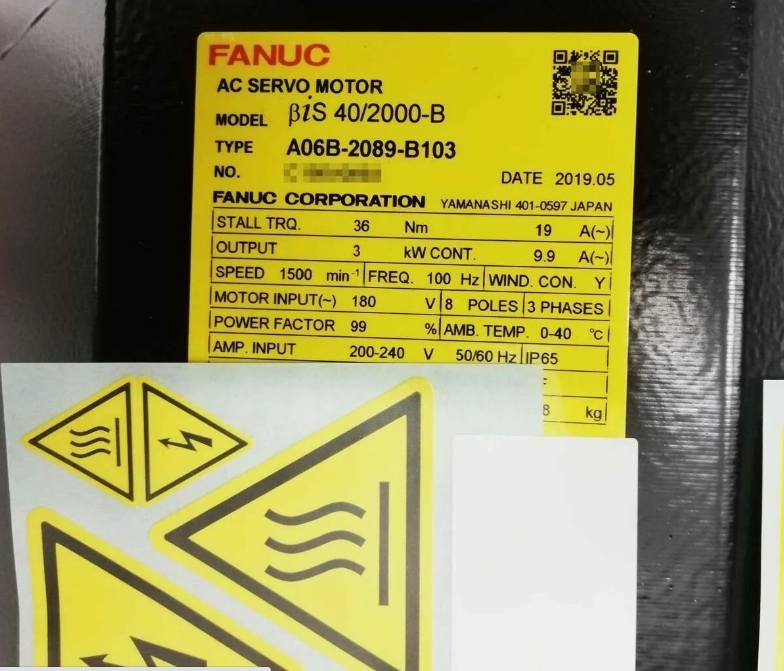 FANUC
AC SERVO MOTOR
MODEL βiS 40/2000-B
TYPE A06B-2089-B103
NO. C
DATE 2019.05
FANUC CORPORATION YAMANASHI 401-0597 JAPAN
STALL TRQ. 36 Nm 19 A(~)
OUTPUT 3 kW CONT. 9.9 A(~)
SPEED 1500 min⁻¹ FREQ. 100 Hz WIND. CON. Y
MOTOR INPUT(~) 180 V 8 POLES 3 PHASES
POWER FACTOR 99 % AMB. TEMP. 0-40 °C
AMP. INPUT 200-240 V 50/60 Hz IP65
F
8 kg